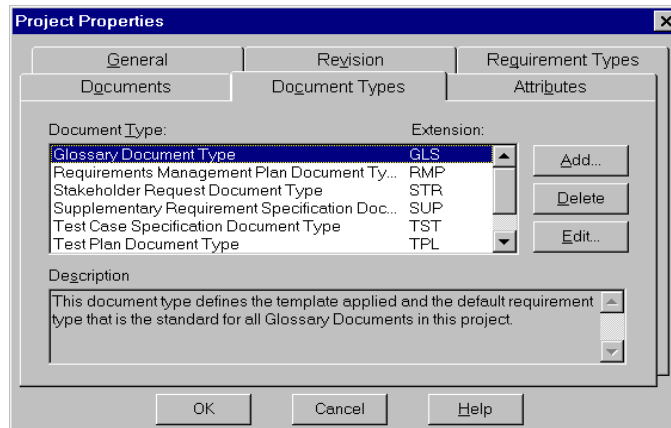 Project Properties
General Revision Requirement Types
Documents Document Types Attributes
Document Type: Extension:
Glossary Document Type GLS
Requirements Management Plan Document Ty... RMP
Stakeholder Request Document Type STR
Supplementary Requirement Specification Doc... SUP
Test Case Specification Document Type TST
Test Plan Document Type TPL
Add...
Delete
Edit...
Description
This document type defines the template applied and the default requirement
type that is the standard for all Glossary Documents in this project.
OK Cancel Help